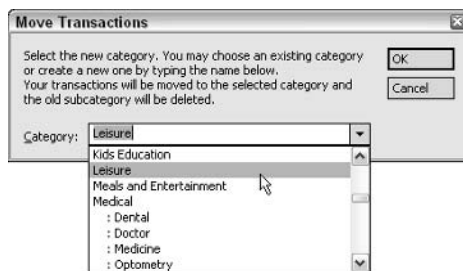 Move Transactions
Select the new category. You may choose an existing category
or create a new one by typing the name below.
Your transactions will be moved to the selected category and
the old subcategory will be deleted.
OK
Cancel
Category:
Leisure
Kids Education
Leisure
Meals and Entertainment
Medical
: Dental
: Doctor
: Medicine
: Optometry